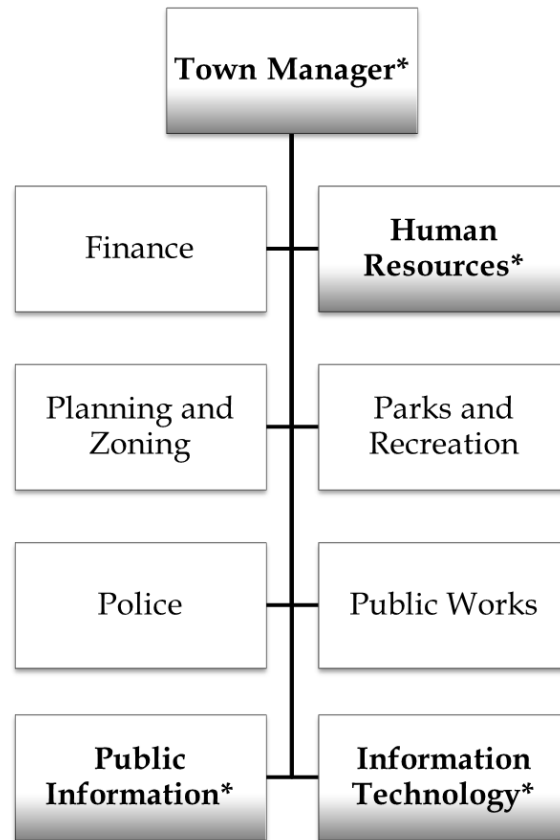 Town Manager*
Finance
Human
Resources*
Planning and
Zoning
Parks and
Recreation
Police
Public Works
Public
Information*
Information
Technology*